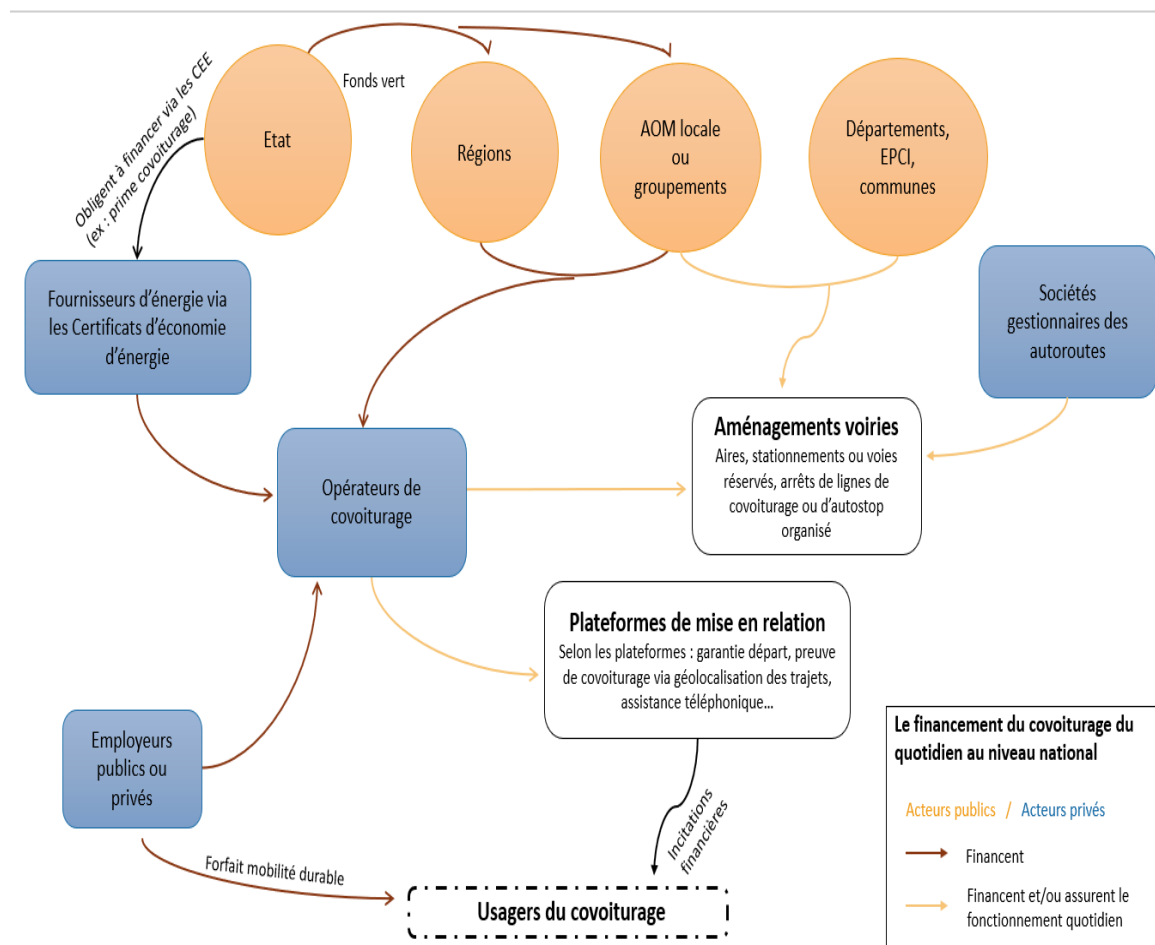 Fonds vert
Etat
Régions
AOM locale
ou
groupements
Départements,
EPCI,
communes
Obligent à financer via les CEE
(ex : prime covoiturage)
Fournisseurs d’énergie via
les Certificats d’économie
d’énergie
Sociétés
gestionnaires des
autoroutes
Opérateurs de
covoiturage
Aménagements voiries
Aires, stationnements ou voies
réservés, arrêts de lignes de
covoiturage ou d’autostop
organisé
Plateformes de mise en relation
Selon les plateformes : garantie départ, preuve
de covoiturage via géolocalisation des trajets,
assistance téléphonique…
Employeurs
publics ou
privés
Incitations
financières
Forfait mobilité durable
Usagers du covoiturage
Le financement du covoiturage du
quotidien au niveau national
Acteurs publics / Acteurs privés
Financent
Financent et/ou assurent le
fonctionnement quotidien